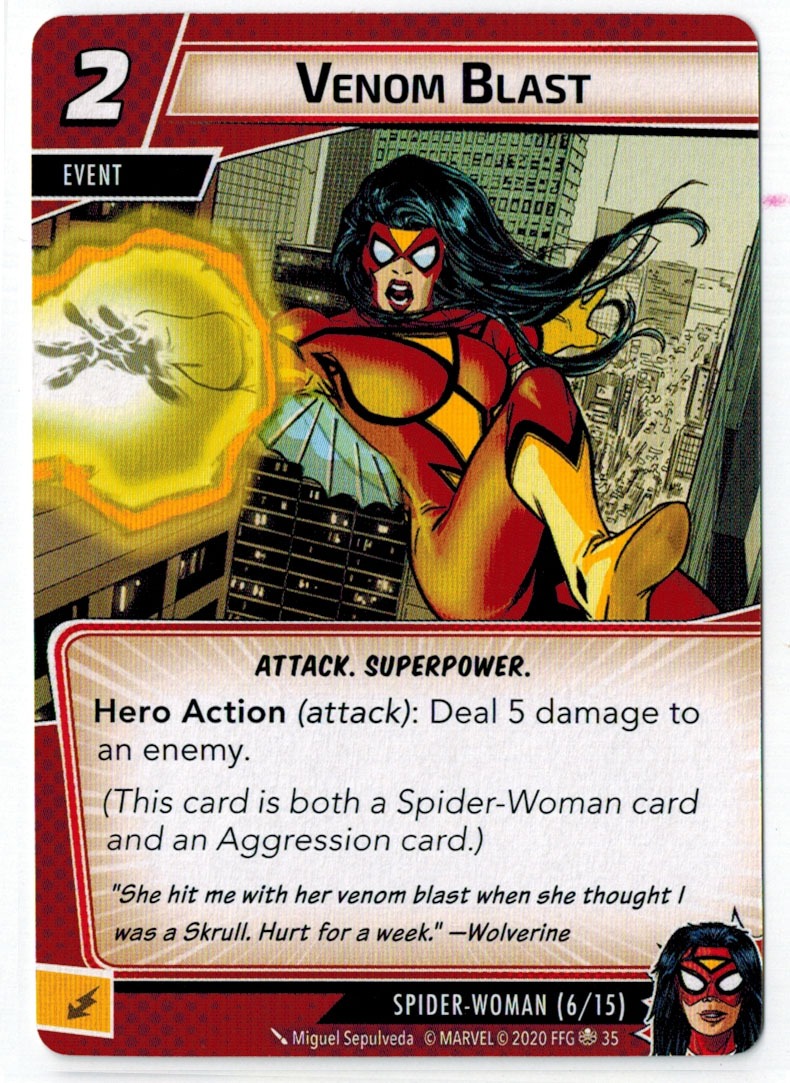 2
VENOM BLAST
EVENT
ATTACK. SUPERPOWER.
Hero Action (attack): Deal 5 damage to
an enemy.
(This card is both a Spider-Woman card
and an Aggression card.)
"She hit me with her venom blast when she thought I
was a Skrull. Hurt for a week." —Wolverine
SPIDER-WOMAN (6/15)
Miguel Sepulveda © MARVEL © 2020 FFG 35